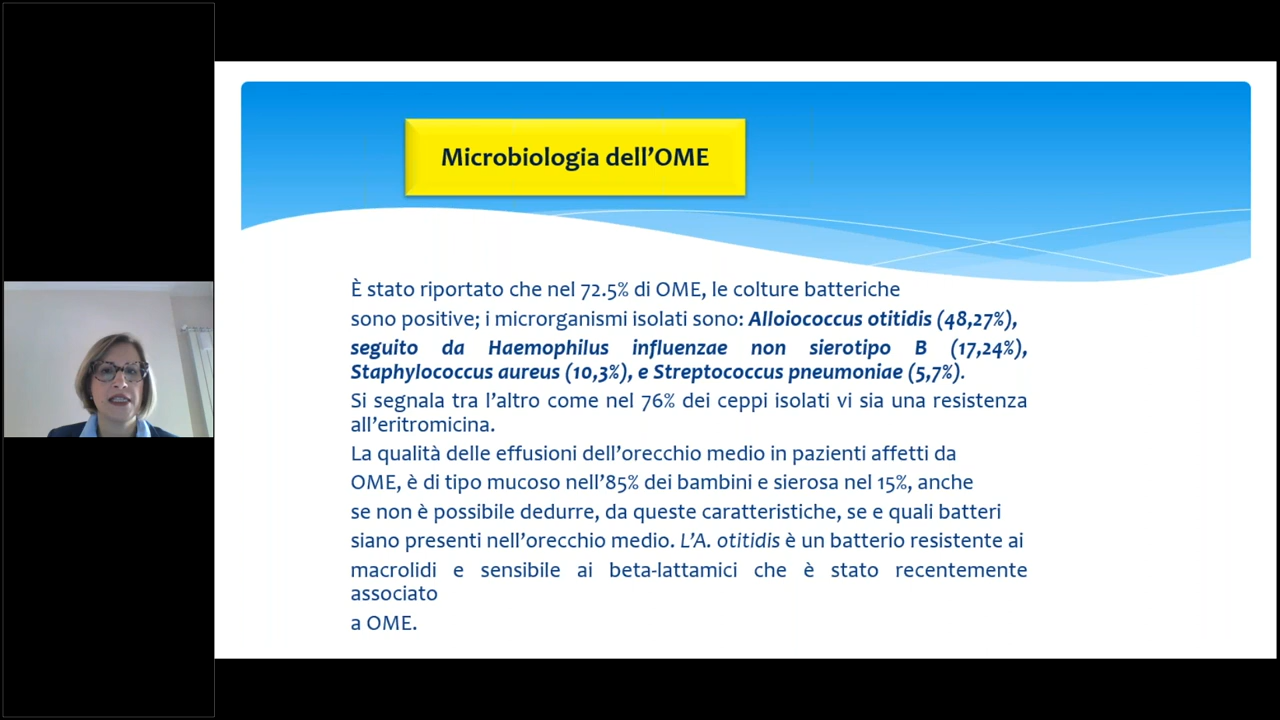 Microbiologia dell’OME
È stato riportato che nel 72.5% di OME, le colture batteriche
sono positive; i microrganismi isolati sono: Alloiococcus otitidis (48,27%),
seguito da Haemophilus influenzae non sierotipo B (17,24%),
Staphylococcus aureus (10,3%), e Streptococcus pneumoniae (5,7%).
Si segnala tra l’altro come nel 76% dei ceppi isolati vi sia una resistenza
all’eritromicina.
La qualità delle effusioni dell’orecchio medio in pazienti affetti da
OME, è di tipo mucoso nell’85% dei bambini e sierosa nel 15%, anche
se non è possibile dedurre, da queste caratteristiche, se e quali batteri
siano presenti nell’orecchio medio. L’A. otitidis è un batterio resistente ai
macrolidi e sensibile ai beta-lattamici che è stato recentemente
associato
a OME.